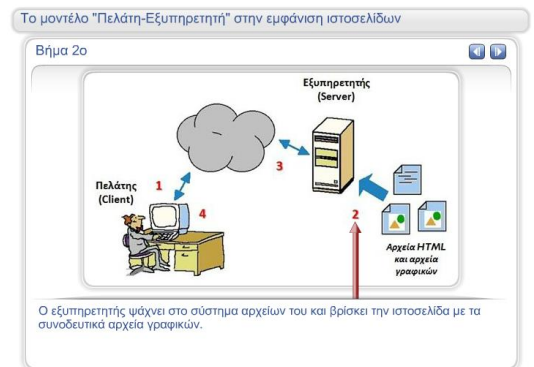 Το μοντέλο "Πελάτη-Εξυπηρετητή" στην εμφάνιση ιστοσελίδων
Βήμα 2ο
Εξυπηρετητής
(Server)
3
Πελάτης
(Client)
1
4
2
Αρχεία HTML
και αρχεία
γραφικών
Ο εξυπηρετητής ψάχνει στο σύστημα αρχείων του και βρίσκει την ιστοσελίδα με τα
συνοδευτικά αρχεία γραφικών.